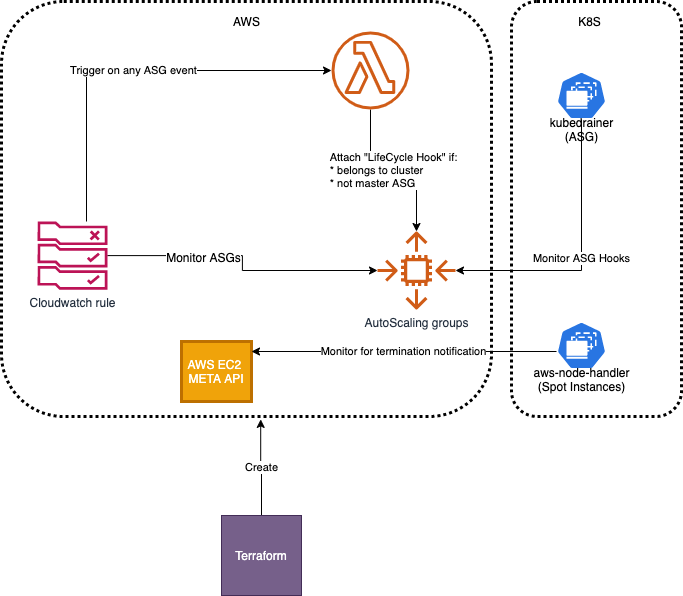 AWS
K8S
Trigger on any ASG event
kubedrainer
(ASG)
Attach "LifeCycle Hook" if:
* belongs to cluster
* not master ASG
Monitor ASGs
Monitor ASG Hooks
Cloudwatch rule
AutoScaling groups
Monitor for termination notification
AWS EC2
META API
aws-node-handler
(Spot Instances)
Create
Terraform